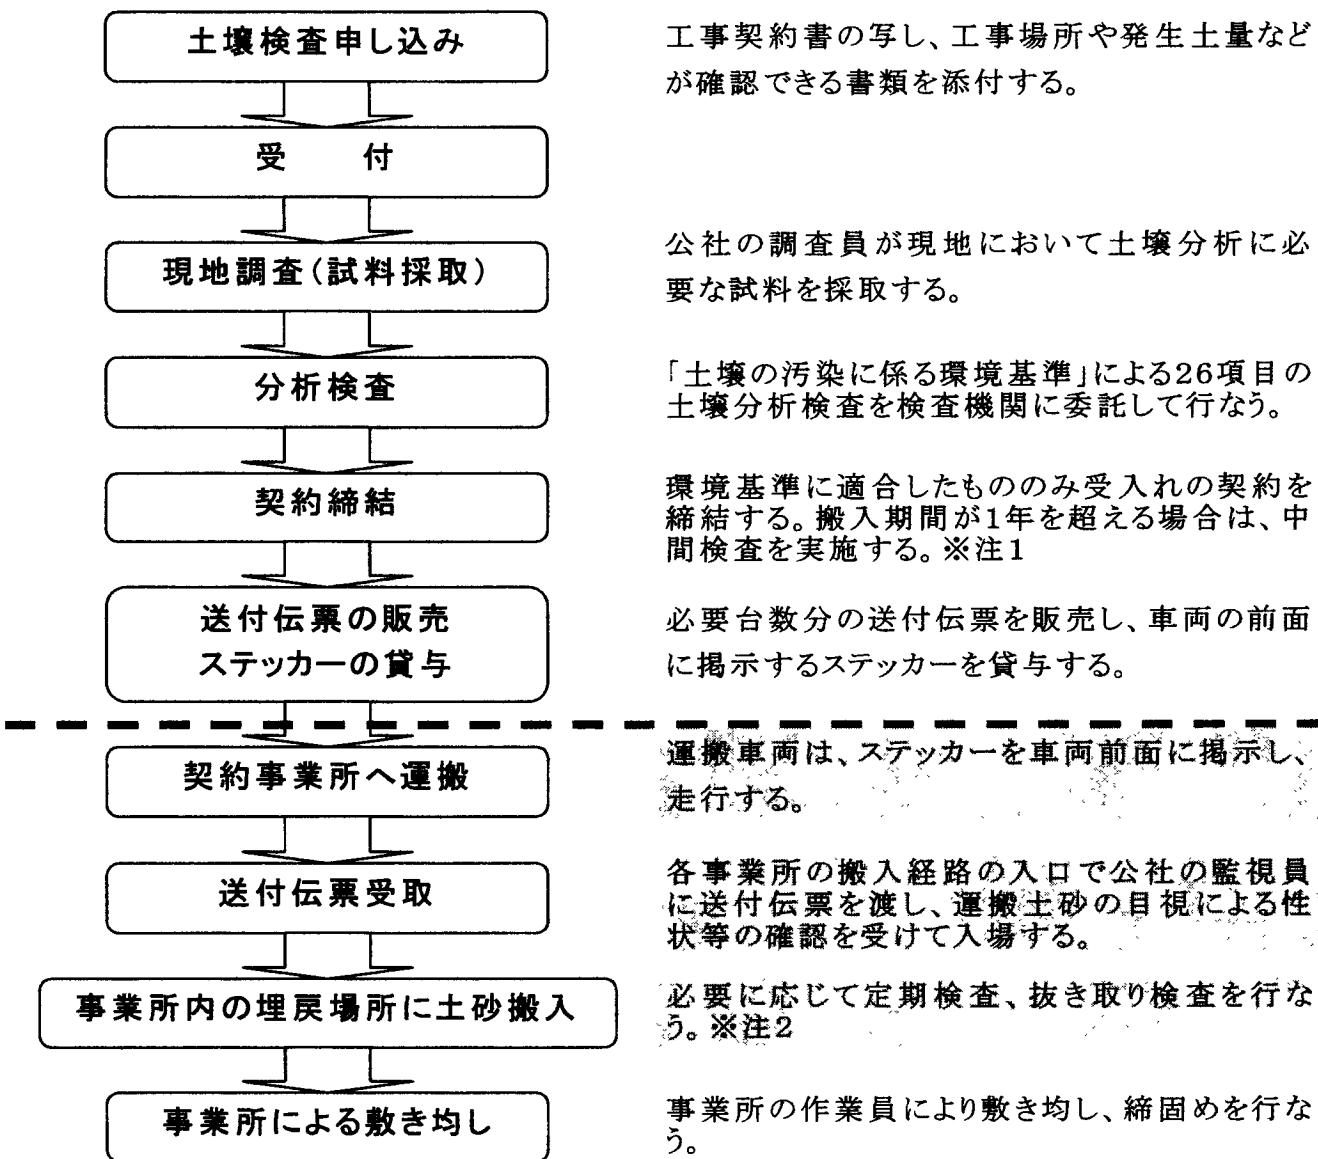 土壌検査申し込み
工事契約書の写し、工事場所や発生土量など
が確認できる書類を添付する。
受 付
現地調査(試料採取)
公社の調査員が現地において土壌分析に必
要な試料を採取する。
分析検査
「土壌の汚染に係る環境基準」による26項目の
土壌分析検査を検査機関に委託して行なう。
契約締結
環境基準に適合したもののみ受入れの契約を
締結する。搬入期間が1年を超える場合は、中
間検査を実施する。※注1
送付伝票の販売
ステッカーの貸与
必要台数分の送付伝票を販売し、車両の前面
に掲示するステッカーを貸与する。
契約事業所へ運搬
運搬車両は、ステッカーを車両前面に掲示し、
走行する。
送付伝票受取
各事業所の搬入経路の入口で公社の監視員
に送付伝票を渡し、運搬土砂の目視による性
状等の確認を受けて入場する。
事業所内の埋戻場所に土砂搬入
必要に応じて定期検査、抜き取り検査を行な
う。※注2
事業所による敷き均し
事業所の作業員により敷き均し、締固めを行な
う。